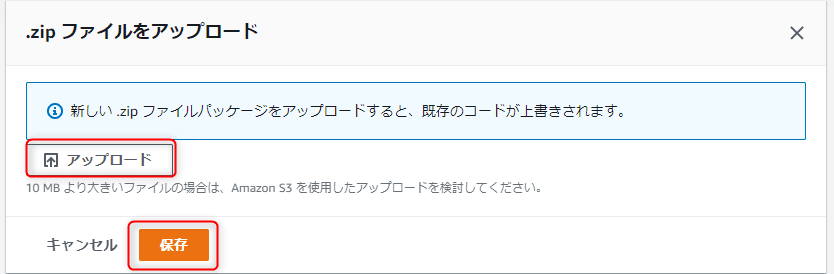 .zip ファイルをアップロード
新しい .zip ファイルパッケージをアップロードすると、既存のコードが上書きされます。
アップロード
10 MB より大きいファイルの場合は、Amazon S3 を使用したアップロードを検討してください。
キャンセル 保存